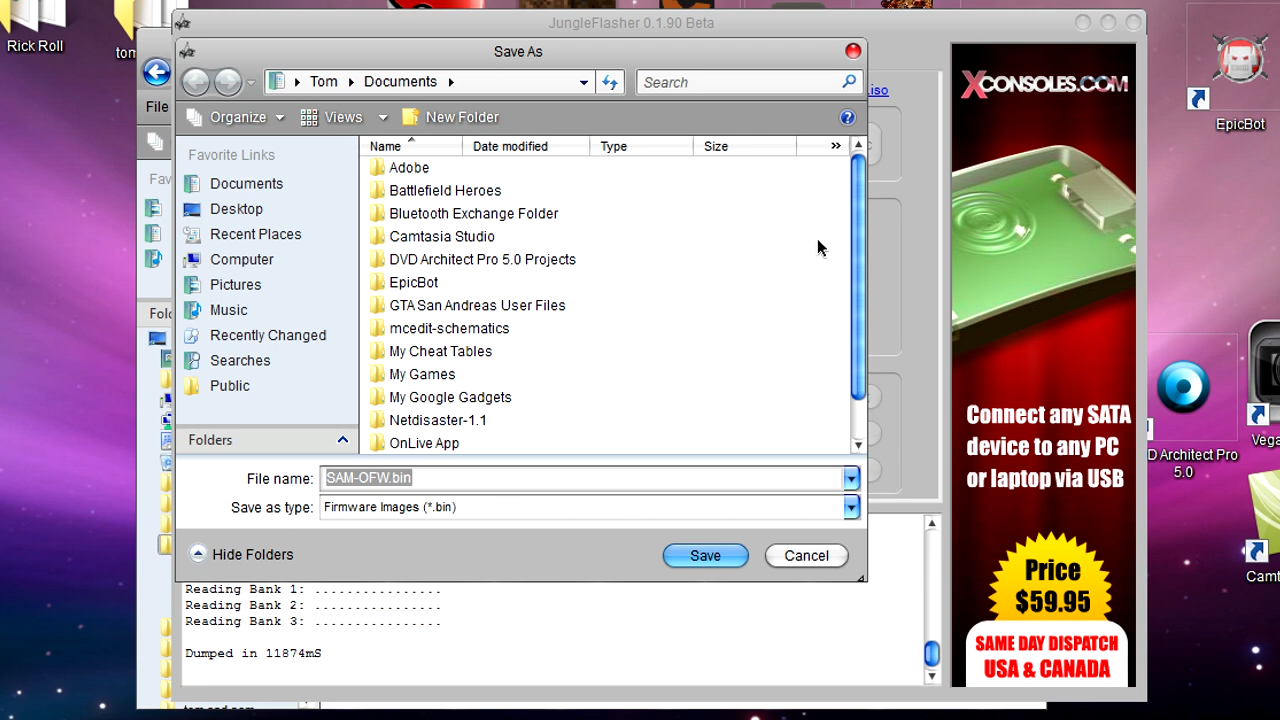 Rick Roll
tom
JungleFlasher 0.1.90 Beta
Save As
Tom
Documents
Search
File
Organize
Views
New Folder
Favorite Links
Documents
Desktop
Recent Places
Computer
Pictures
Music
Recently Changed
Searches
Public
Folders
Name
Date modified
Type
Size
Adobe
Battlefield Heroes
Bluetooth Exchange Folder
Camtasia Studio
DVD Architect Pro 5.0 Projects
EpicBot
GTA San Andreas User Files
mcedit-schematics
My Cheat Tables
My Games
My Google Gadgets
Netdisaster-1.1
OnLive App
File name: SAM-OFW.bin
Save as type: Firmware Images (*.bin)
Hide Folders
Save
Cancel
Reading Bank 1: ................
Reading Bank 2: ................
Reading Bank 3: ................
Dumped in 11874mS
.iso
Fav
Folc
XCONSOLES.COM
Connect any SATA
device to any PC
or laptop via USB
Price
$59.95
SAME DAY DISPATCH
USA & CANADA
EpicBot
D Architect Pro
5.0
Vega
Camt